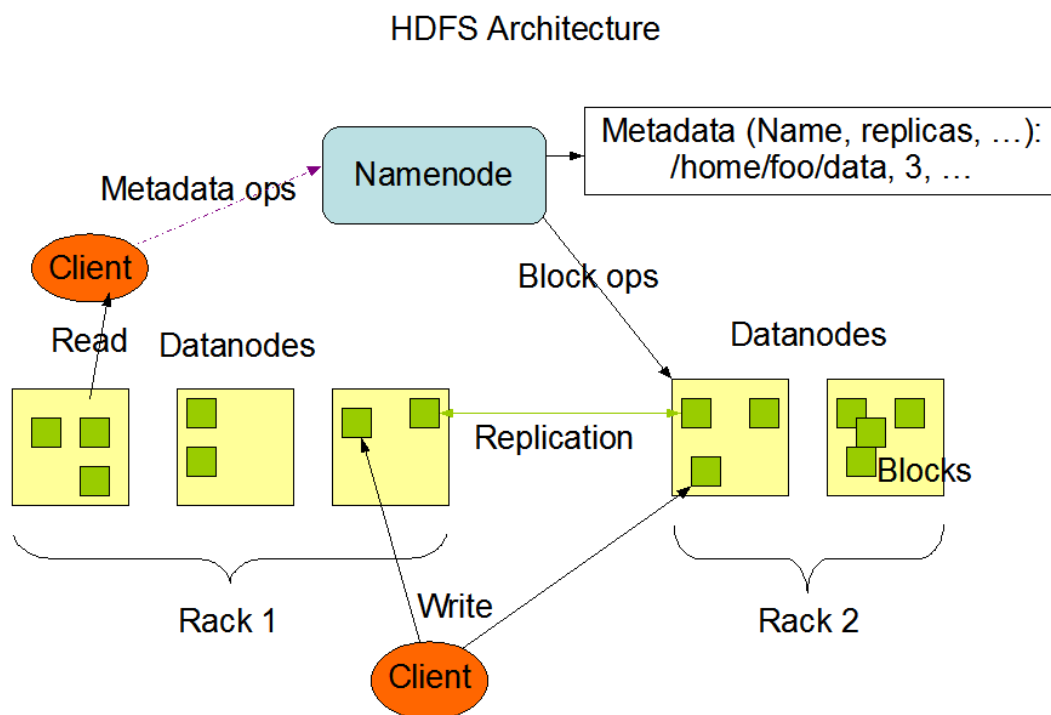 HDFS Architecture
Metadata (Name, replicas, …):
/home/foo/data, 3, …
Namenode
Metadata ops
Client
Block ops
Read
Datanodes
Datanodes
Replication
Blocks
Rack 1
Write
Rack 2
Client